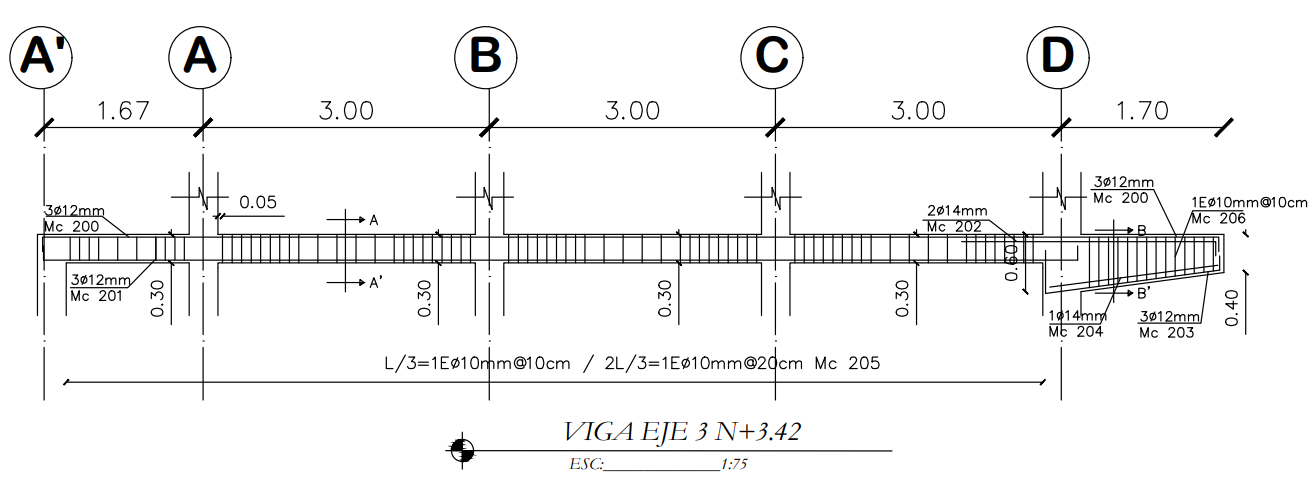 A' A B C D
1.67 3.00 3.00 3.00 1.70
3ø12mm
Mc 200
0.05
A
2ø14mm
Mc 202
3ø12mm
Mc 200
1Eø10mm@10cm
Mc 206
B
3ø12mm
Mc 201
0.30
A'
0.30
0.30
0.30
0.60
B'
0.40
1ø14mm
Mc 204
3ø12mm
Mc 203
L/3=1Eø10mm@10cm / 2L/3=1Eø10mm@20cm Mc 205
VIGA EJE 3 N+3.42
ESC:______________1:75